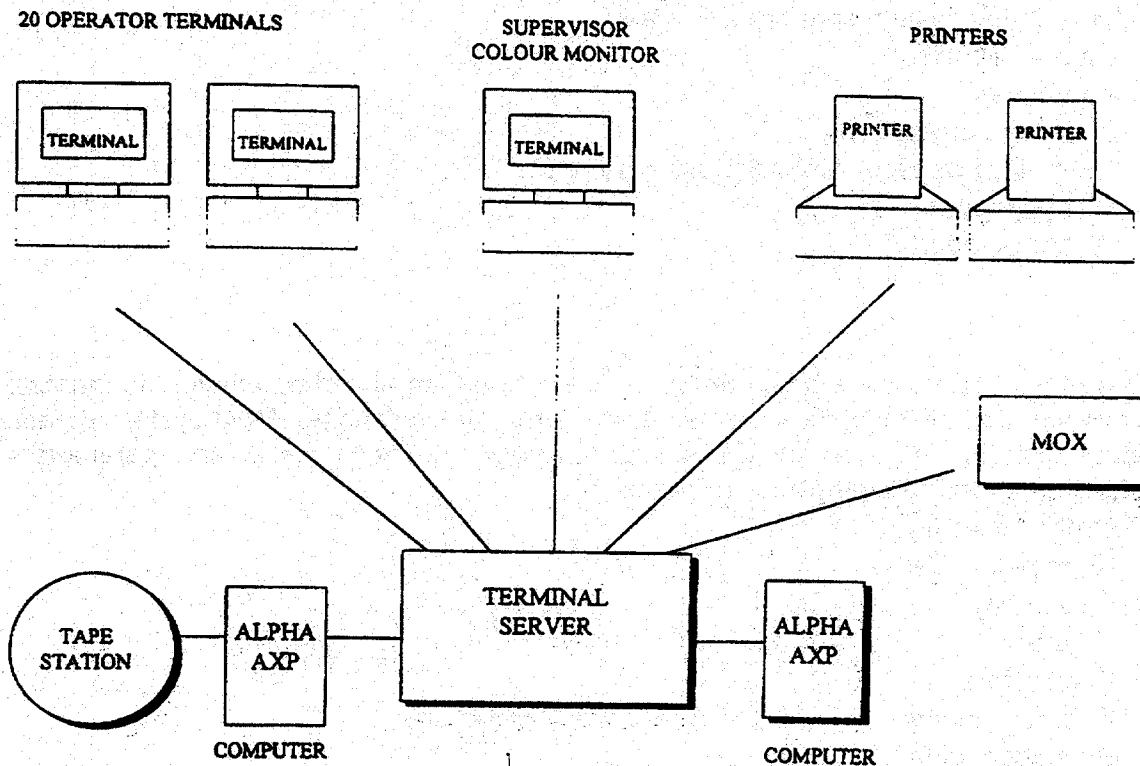 20 OPERATOR TERMINALS
SUPERVISOR
COLOUR MONITOR
PRINTERS
TERMINAL
TERMINAL
TERMINAL
PRINTER
PRINTER
MOX
TERMINAL
SERVER
TAPE
STATION
ALPHA
AXP
ALPHA
AXP
COMPUTER
COMPUTER